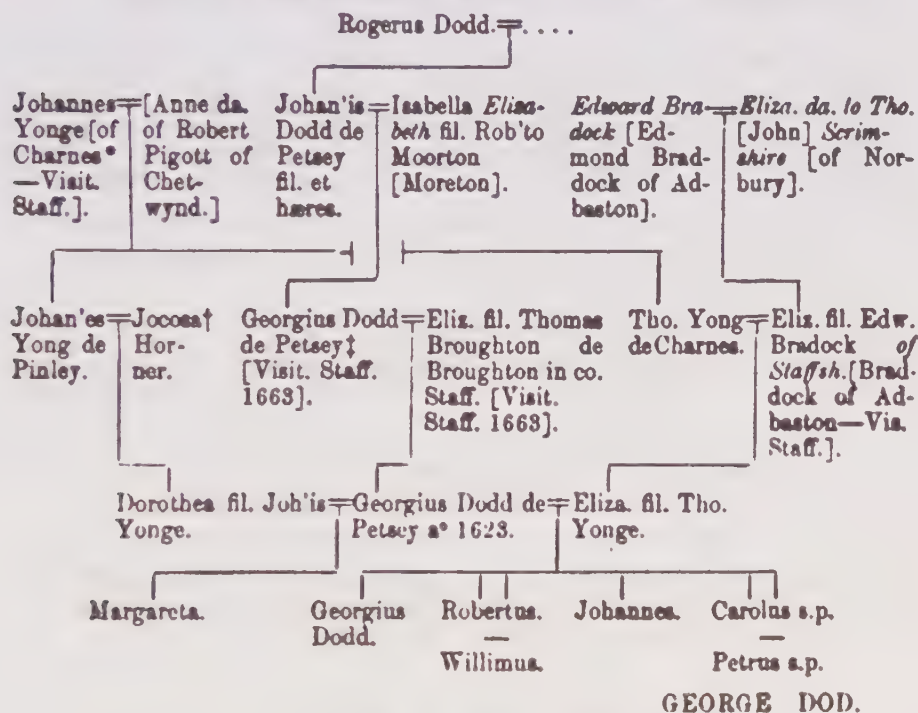 Rogerus Dodd.=....
Johannes=[Anne da.
Yonge [of of Robert
Charnes* Pigott of
—Visit. Chet-
Staff.]. wynd.]
Johan'is=Isabella Elisa-
Dodd de beth fil. Rob'to
Petsey Moorton
fil. et [Moreton].
hæres.
Edward Bra-=Eliza. da. to Tho.
dock [Ed- [John] Scrim-
mond Brad- shire [of Nor-
dock of Ad- bury].
baston].
Johan'es=Jocosa†
Yong de Hor-
Pinley. ner.
Georgius Dodd=Eliz. fil. Thomas
de Petsey‡ Broughton de
[Visit. Staff. Broughton in co.
1663]. Staff. [Visit.
Staff. 1663].
Tho. Yong=Eliz. fil. Edw.
de Charnes. Bradock of
Staffsh. [Brad-
dock of Ad-
baston—Vis.
Staff.].
Dorothea fil. Joh'is=Georgius Dodd de=Eliza. fil. Tho.
Yonge. Petsey aº 1623. Yonge.
Margareta. Georgius Robertus. Johannes. Carolus s.p.
Dodd. — —
Willimus. Petrus s.p.
GEORGE DOD.